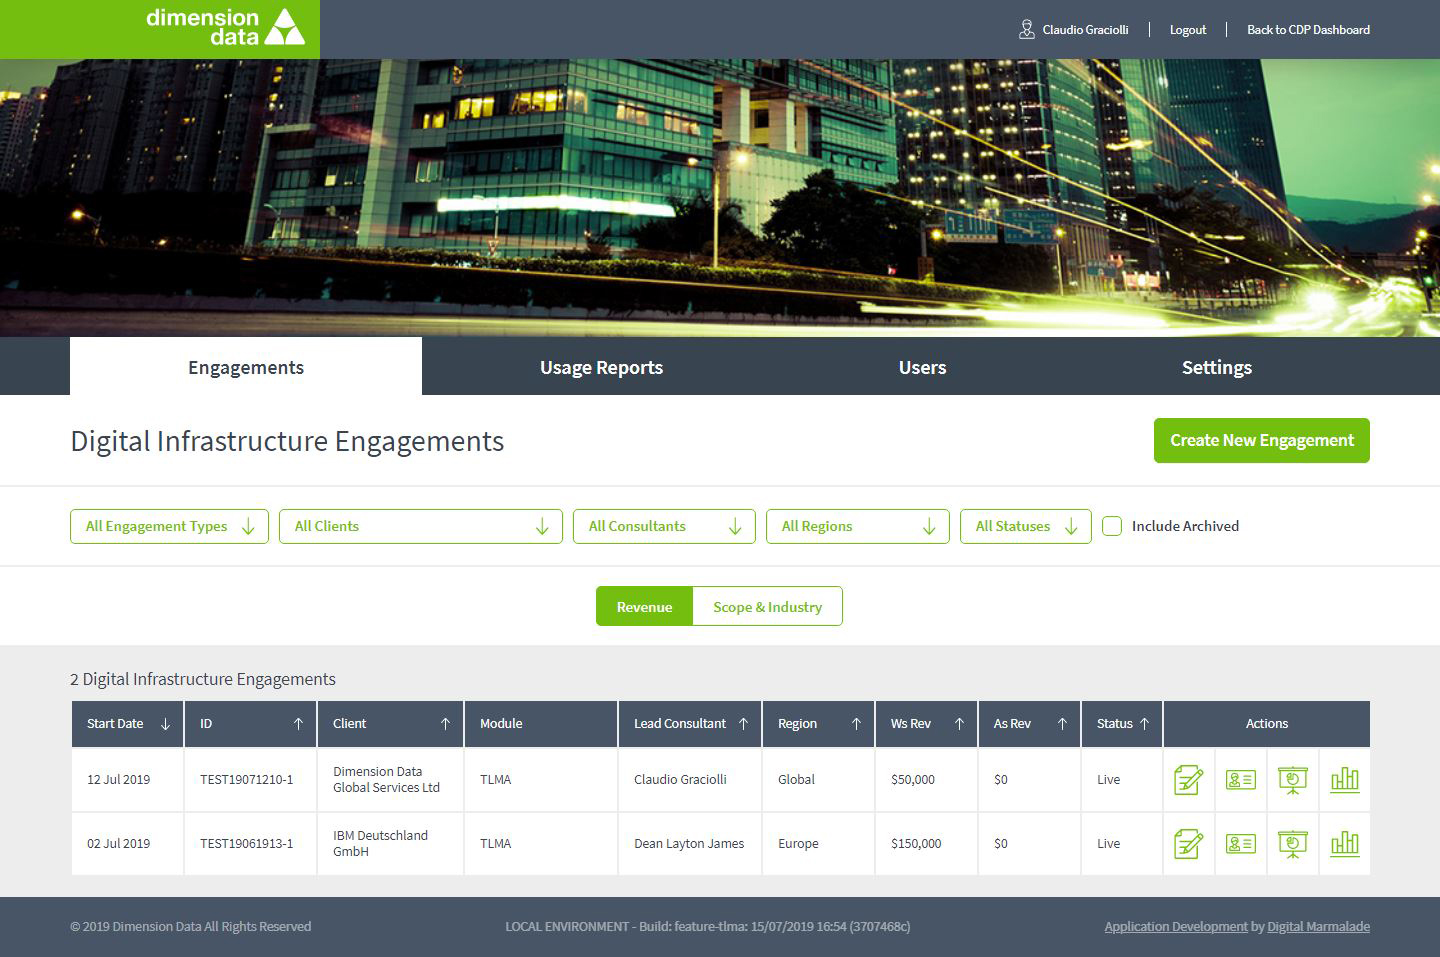 dimension
data
Claudio Graciolli
Logout
Back to CDP Dashboard
Engagements
Usage Reports
Users
Settings
Digital Infrastructure Engagements
Create New Engagement
All Engagement Types
All Clients
All Consultants
All Regions
All Statuses
Include Archived
Revenue
Scope & Industry
2 Digital Infrastructure Engagements
Start Date
ID
Client
Module
Lead Consultant
Region
Ws Rev
As Rev
Status
Actions
12 Jul 2019
TEST19071210-1
Dimension Data
Global Services Ltd
TLMA
Claudio Graciolli
Global
$50,000
$0
Live
02 Jul 2019
TEST19061913-1
IBM Deutschland
GmbH
TLMA
Dean Layton James
Europe
$150,000
$0
Live
© 2019 Dimension Data All Rights Reserved
LOCAL ENVIRONMENT - Build: feature-tlma: 15/07/2019 16:54 (3707468c)
Application Development by Digital Marmalade